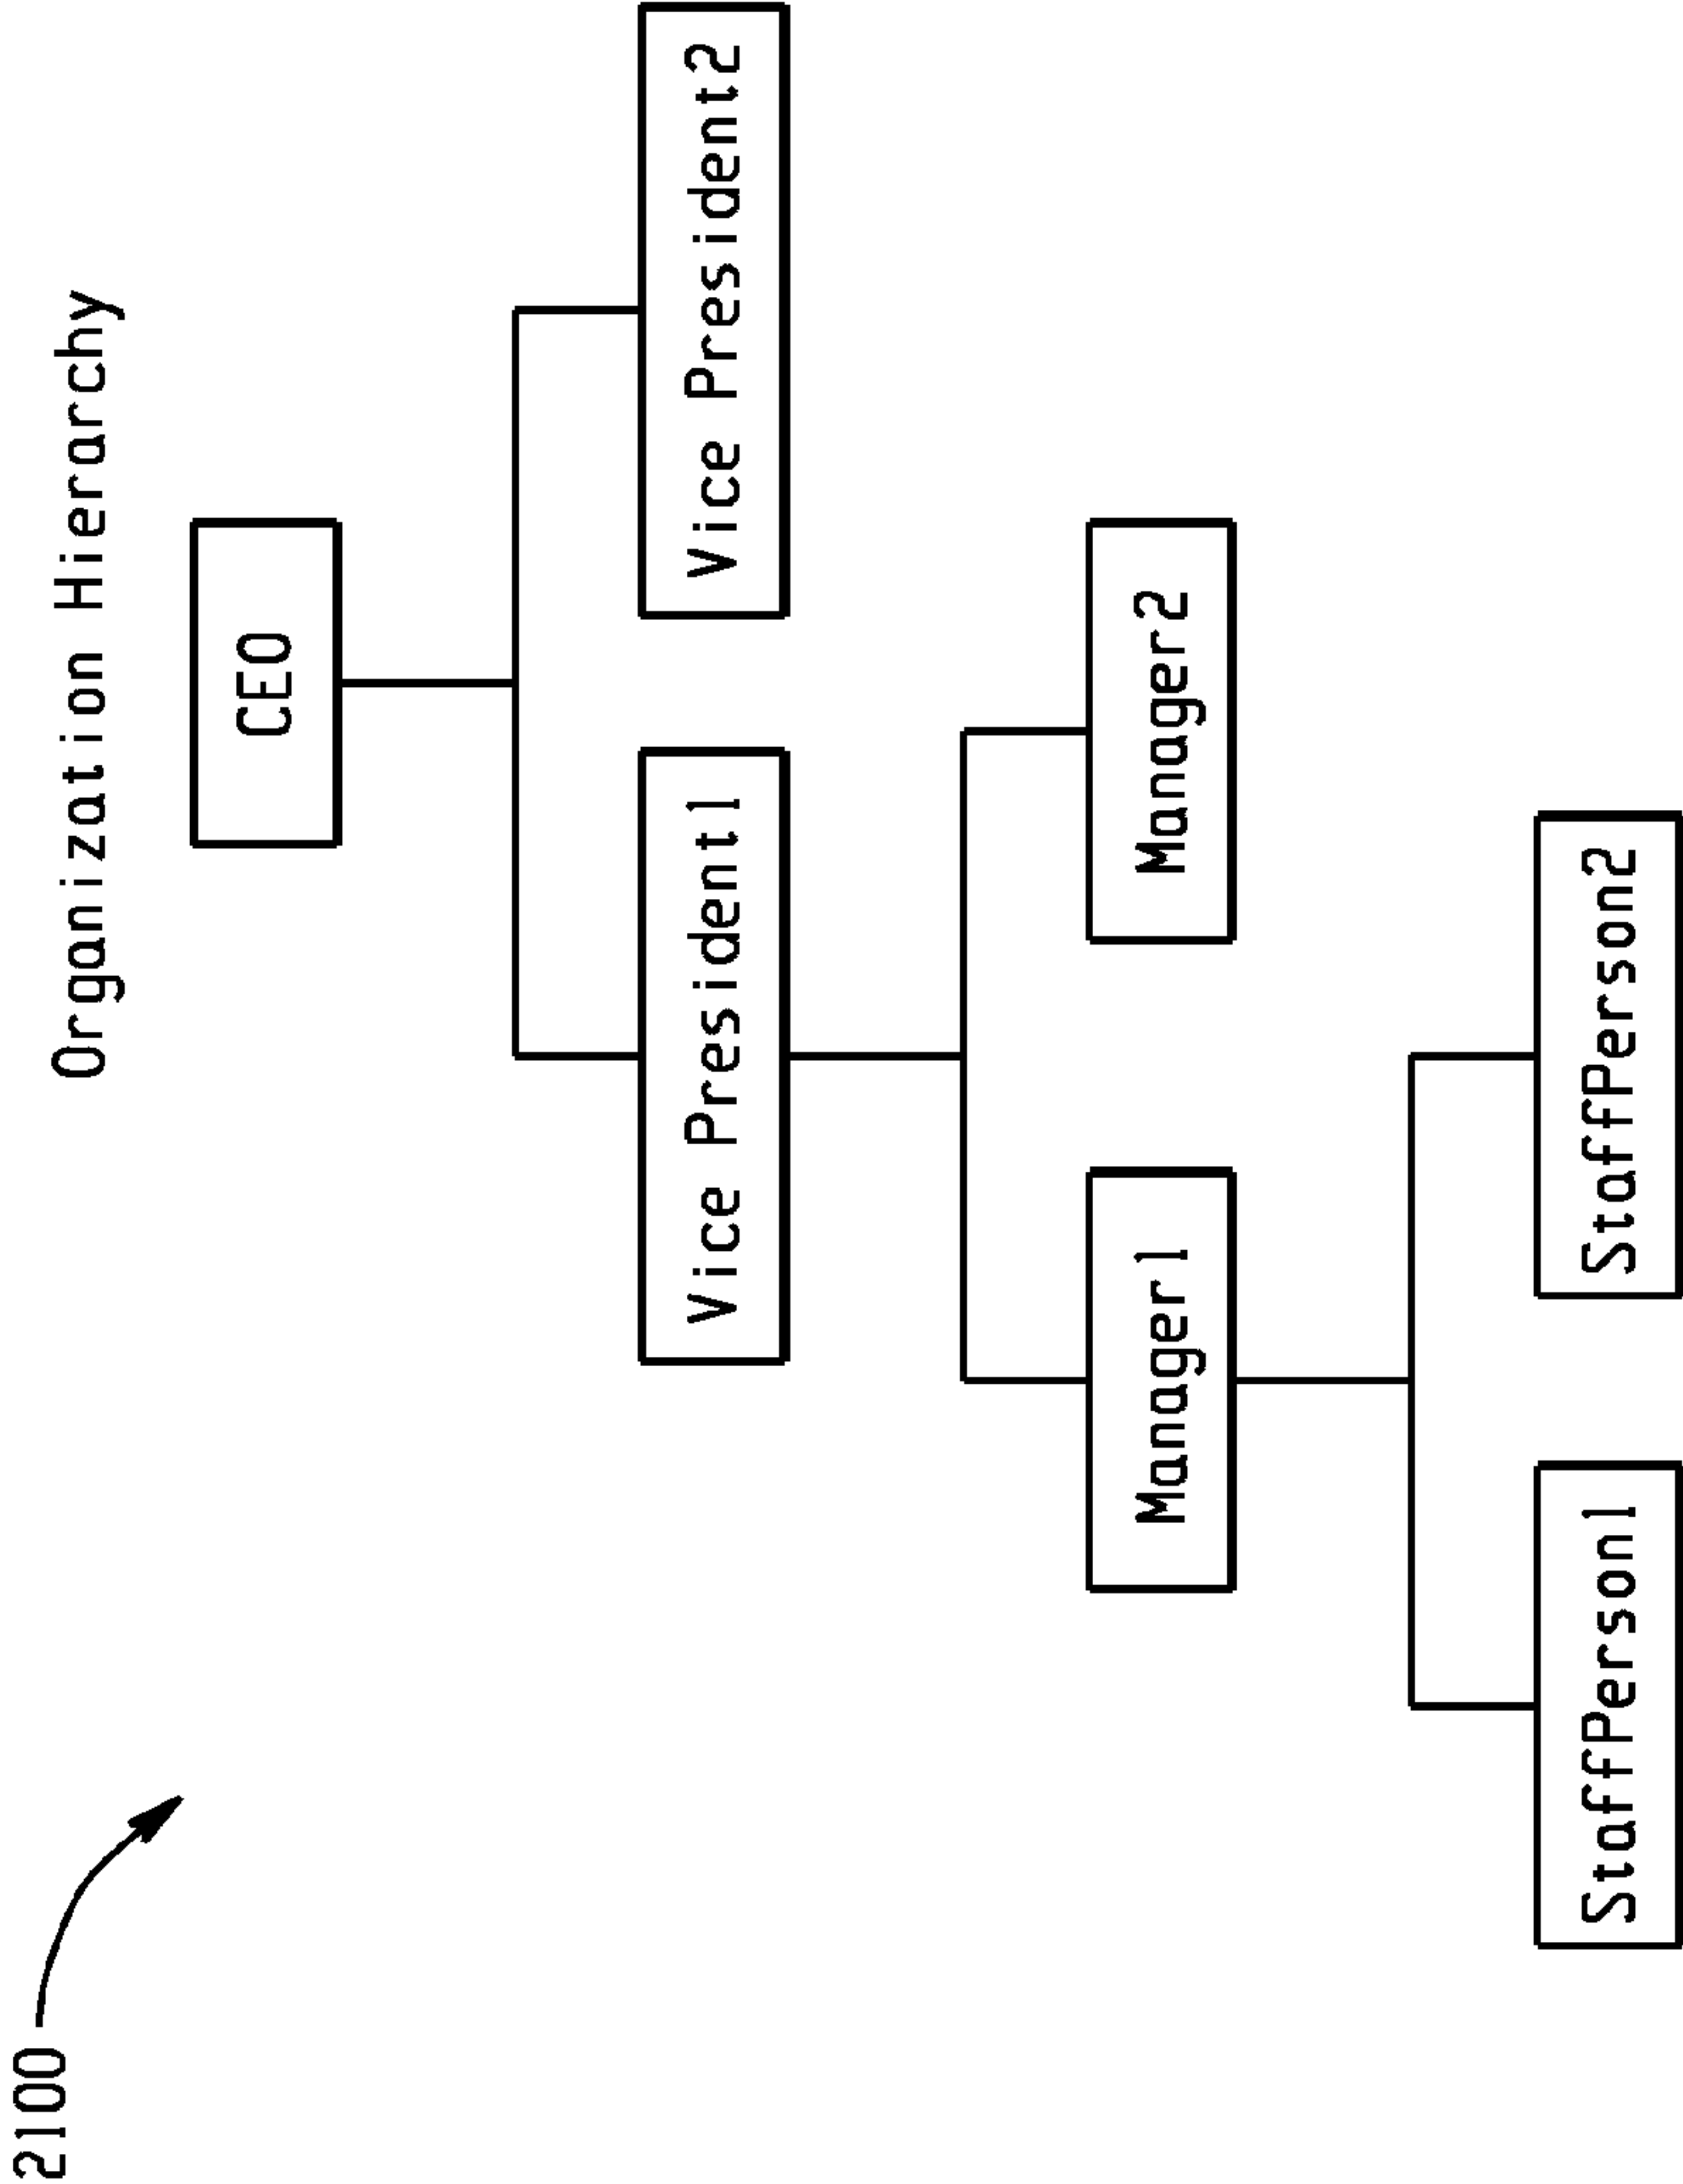 2100
Organization Hierarchy
CEO
Vice President1
Vice President2
Manager1
Manager2
StaffPerson1
StaffPerson2